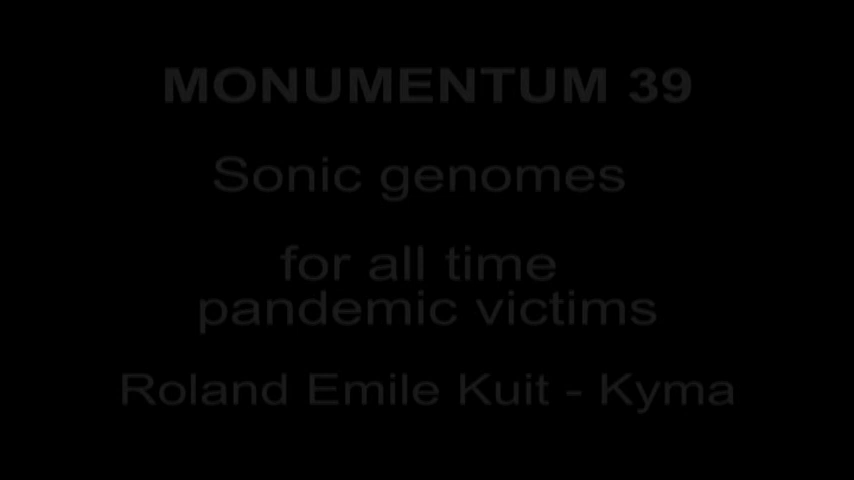 MONUMENTUM 39
Sonic genomes
for all time
pandemic victims
Roland Emile Kuit - Kyma